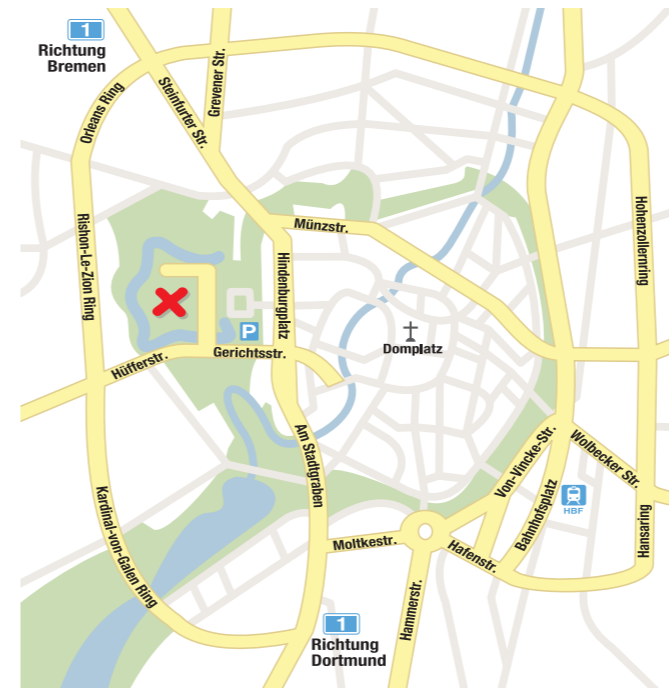 1
Richtung
Bremen
Grevener Str.
Steinfurter Str.
Orleans Ring
Rishon-Le-Zion Ring
Münzstr.
Hindenburgplatz
Hohenzollernring
P
Domplatz
Gerichtsstr.
Hüfferstr.
Am Stadtgraben
Von-Vincke-Str.
Wolbecker Str.
Kardinal-von-Galen Ring
Bahnhofsplatz
HBF
Hansaring
Moltkestr.
Hafenstr.
Hammerstr.
1
Richtung
Dortmund